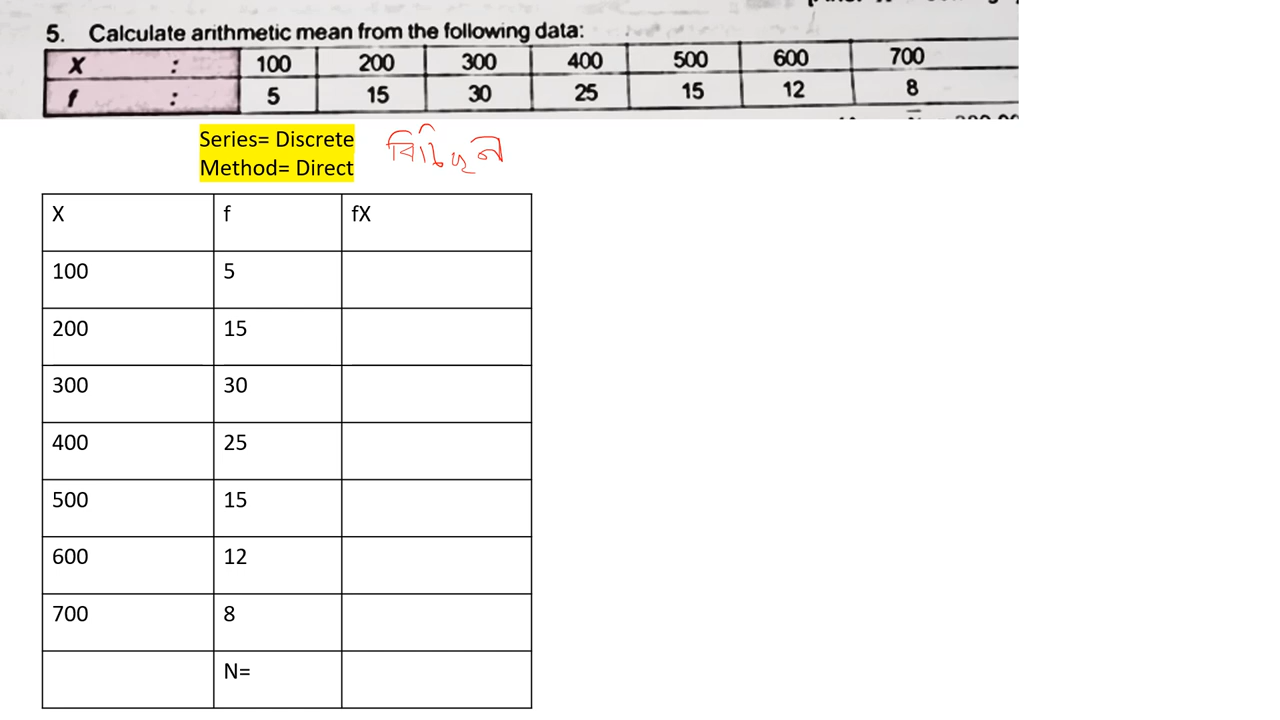 5. Calculate arithmetic mean from the following data:
X : 100 200 300 400 500 600 700
f : 5 15 30 25 15 12 8
Series= Discrete
Method= Direct
X f fX
100 5
200 15
300 30
400 25
500 15
600 12
700 8
N=